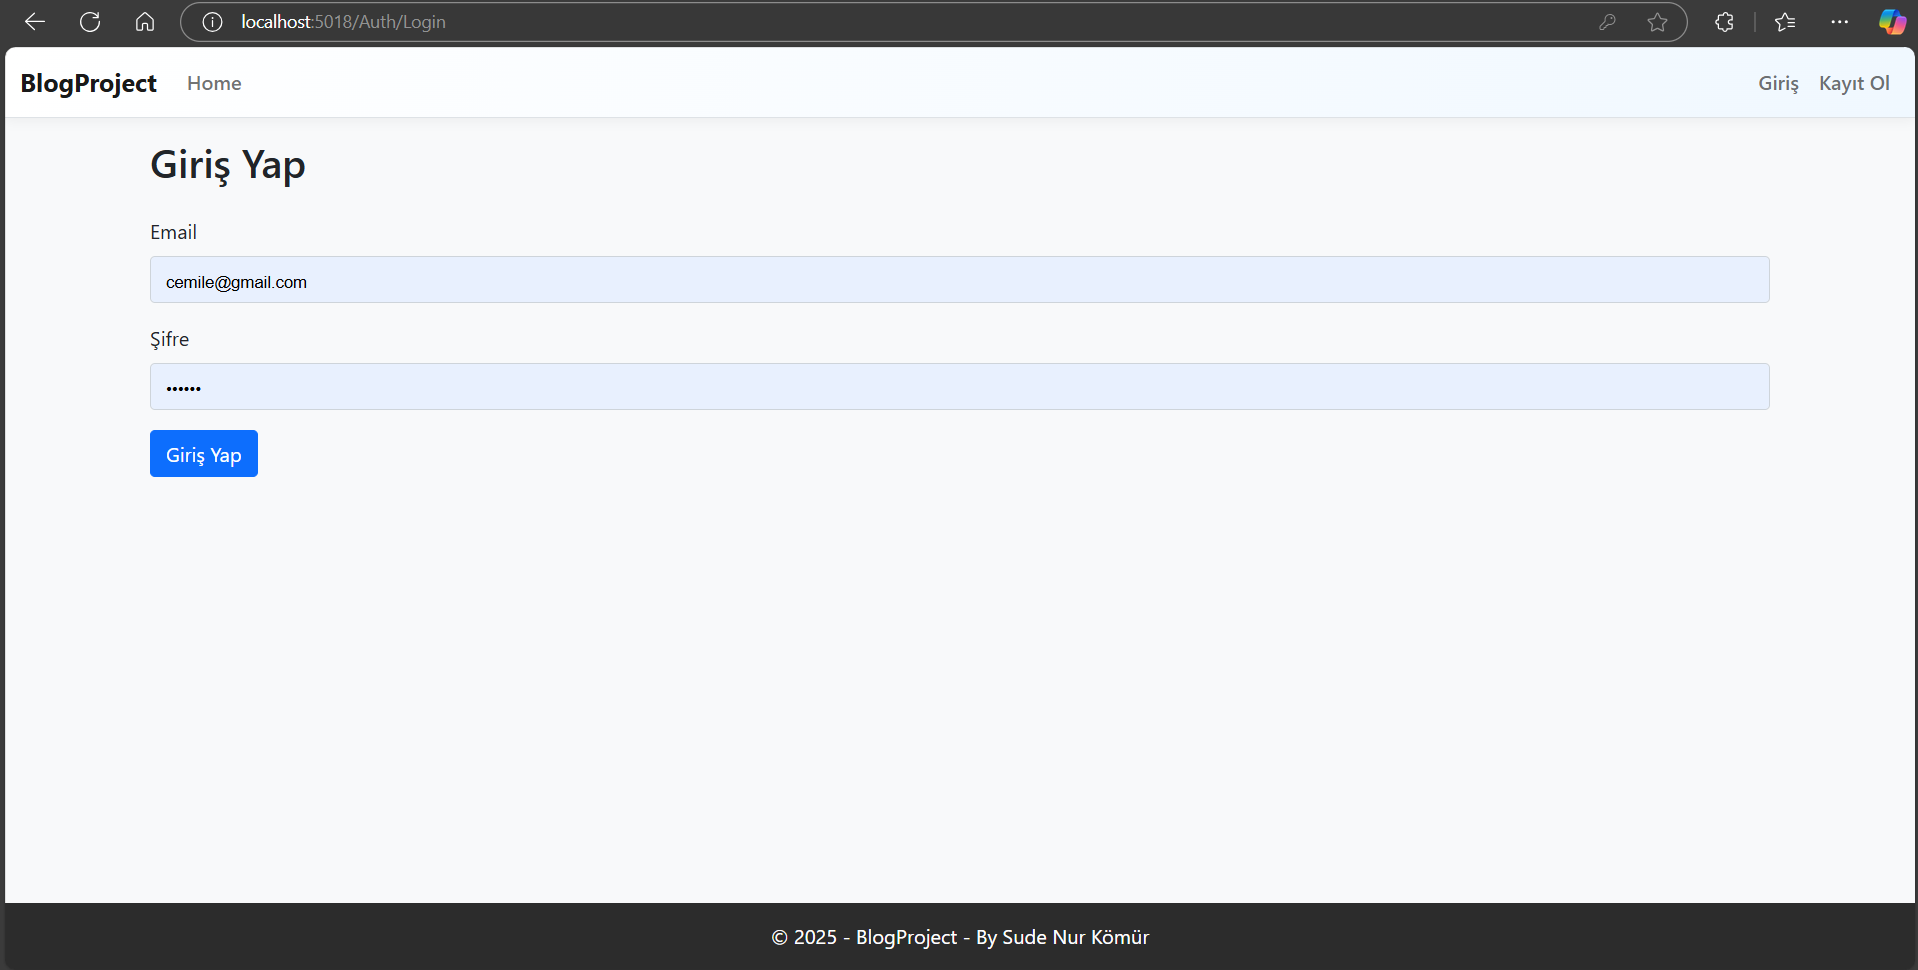 localhost:5018/Auth/Login
BlogProject Home Giriş Kayıt Ol
Giriş Yap
Email
cemile@gmail.com
Şifre
••••••
Giriş Yap
© 2025 - BlogProject - By Sude Nur Kömür